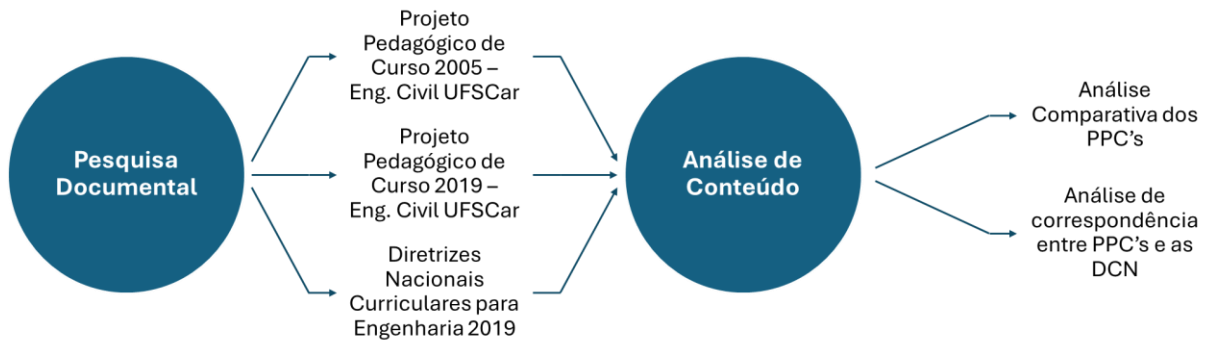 Pesquisa
Documental
Projeto
Pedagógico de
Curso 2005 –
Eng. Civil UFSCar
Projeto
Pedagógico de
Curso 2019 –
Eng. Civil UFSCar
Diretrizes
Nacionais
Curriculares para
Engenharia 2019
Análise de
Conteúdo
Análise
Comparativa dos
PPC's
Análise de
correspondência
entre PPC's e as
DCN